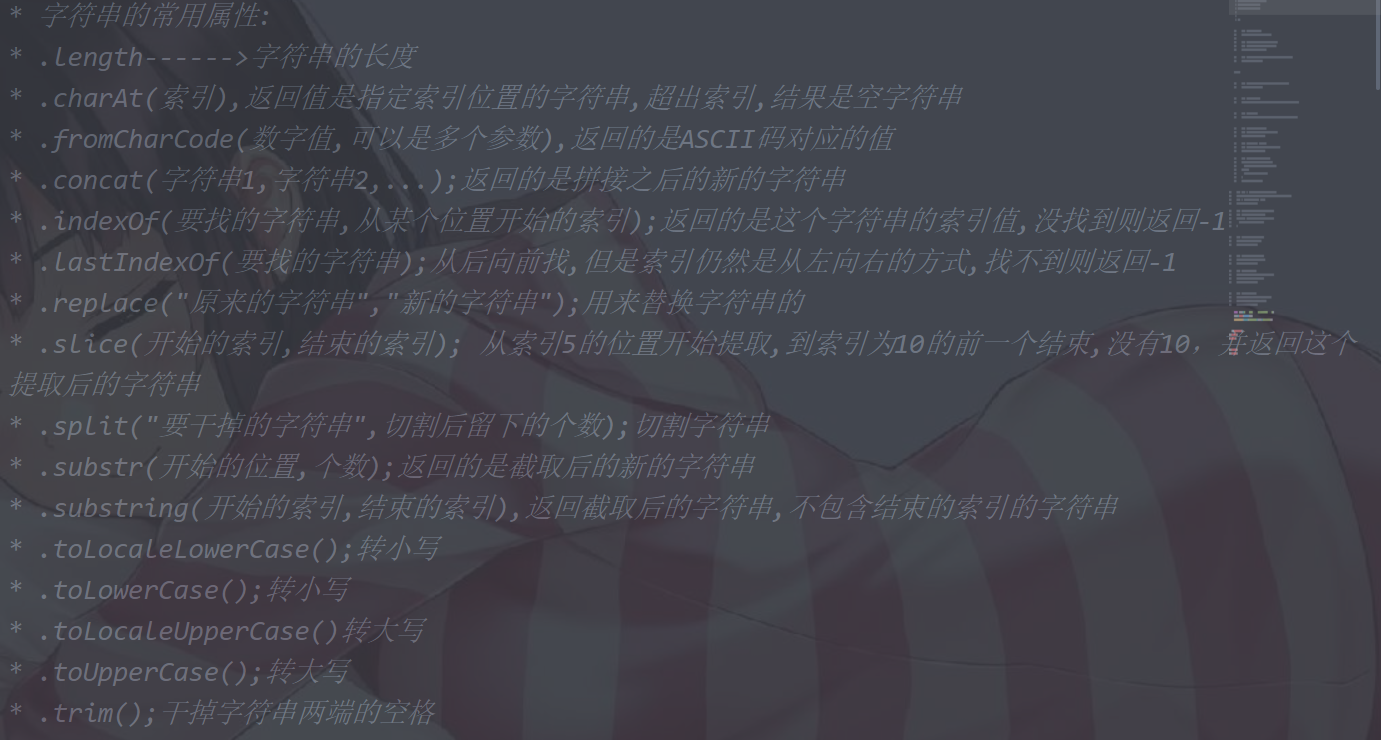 * 字符串的常用属性:
* .length------>字符串的长度
* .charAt(索引),返回值是指定索引位置的字符串,超出索引,结果是空字符串
* .fromCharCode(数字值,可以是多个参数),返回的是ASCII码对应的值
* .concat(字符串1,字符串2,...);返回的是拼接之后的新的字符串
* .indexOf(要找的字符串,从某个位置开始的索引);返回的是这个字符串的索引值,没找到则返回-1
* .lastIndexOf(要找的字符串);从后向前找,但是索引仍然是从左向右的方式,找不到则返回-1
* .replace("原来的字符串","新的字符串");用来替换字符串的
* .slice(开始的索引,结束的索引); 从索引5的位置开始提取,到索引为10的前一个结束,没有10，并返回这个
提取后的字符串
* .split("要干掉的字符串",切割后留下的个数);切割字符串
* .substr(开始的位置,个数);返回的是截取后的新的字符串
* .substring(开始的索引,结束的索引),返回截取后的字符串,不包含结束的索引的字符串
* .toLocaleLowerCase();转小写
* .toLowerCase();转小写
* .toLocaleUpperCase()转大写
* .toUpperCase();转大写
* .trim();干掉字符串两端的空格